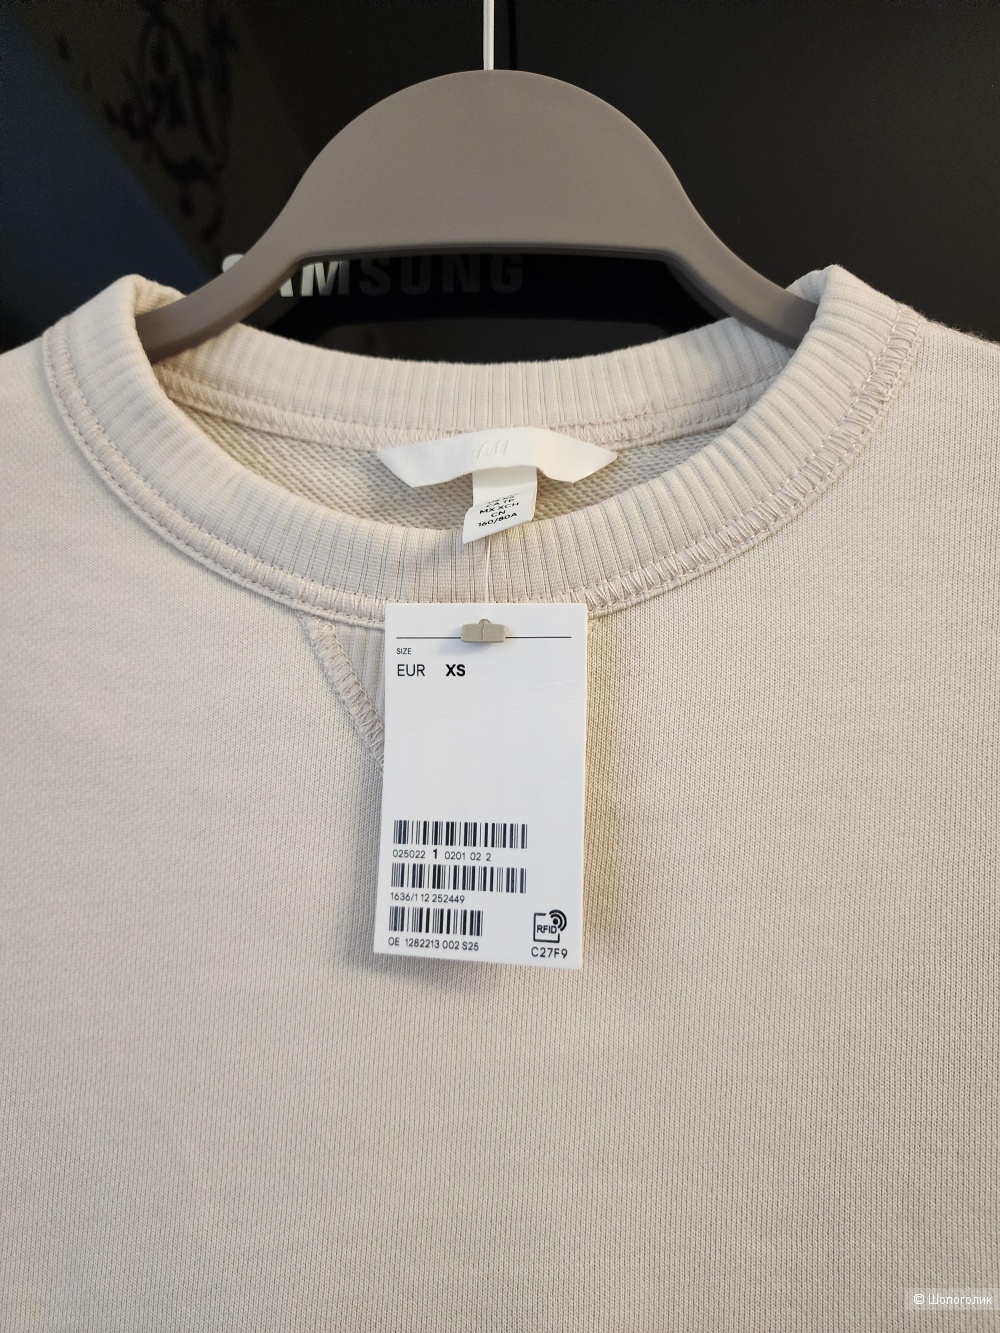 SAMSUNG
H&M
MX XCH
CN
160/80A
SIZE
EUR XS
025022 1 0201 02 2
1636/1 12 252449
RFID
OE 1282213 002 S25
C27F9
© Шопоголик